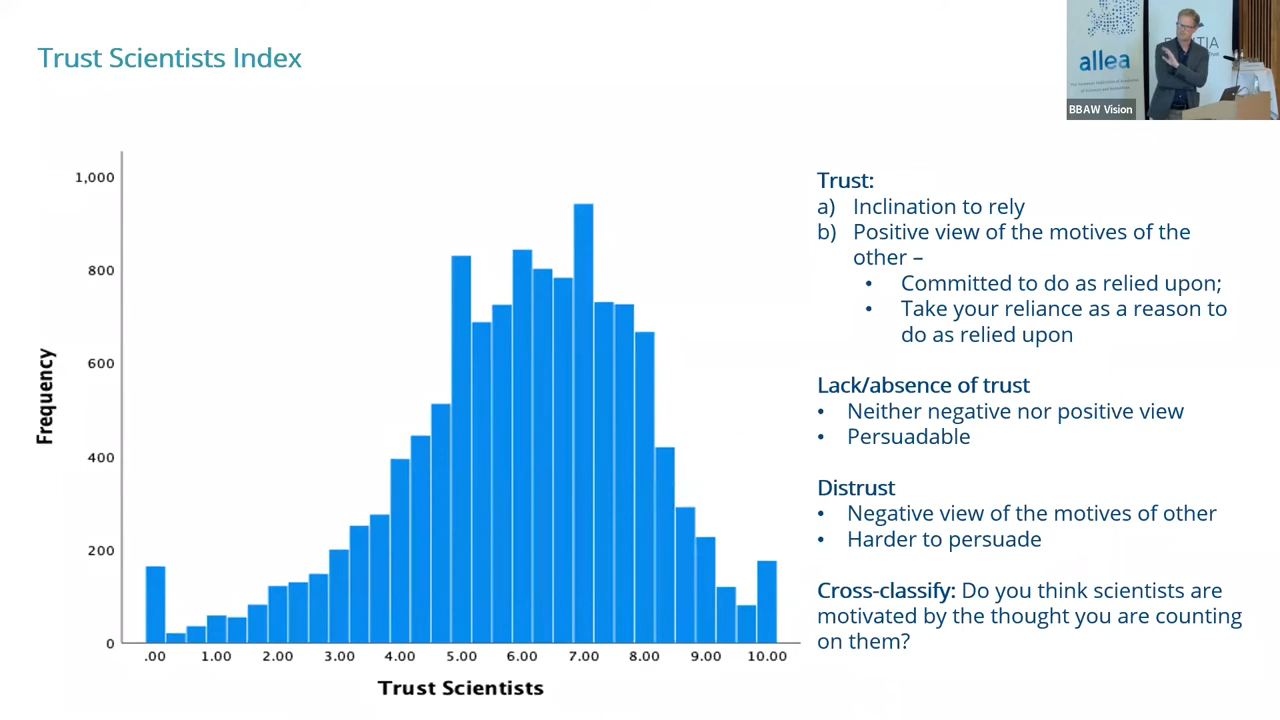 Trust Scientists Index
allea
BBAW Vision
Trust:
a) Inclination to rely
b) Positive view of the motives of the
other –
• Committed to do as relied upon;
• Take your reliance as a reason to
do as relied upon
Lack/absence of trust
• Neither negative nor positive view
• Persuadable
Distrust
• Negative view of the motives of other
• Harder to persuade
Cross-classify: Do you think scientists are
motivated by the thought you are counting
on them?
Frequency
1,000
800
600
400
200
0
.00 1.00 2.00 3.00 4.00 5.00 6.00 7.00 8.00 9.00 10.00
Trust Scientists